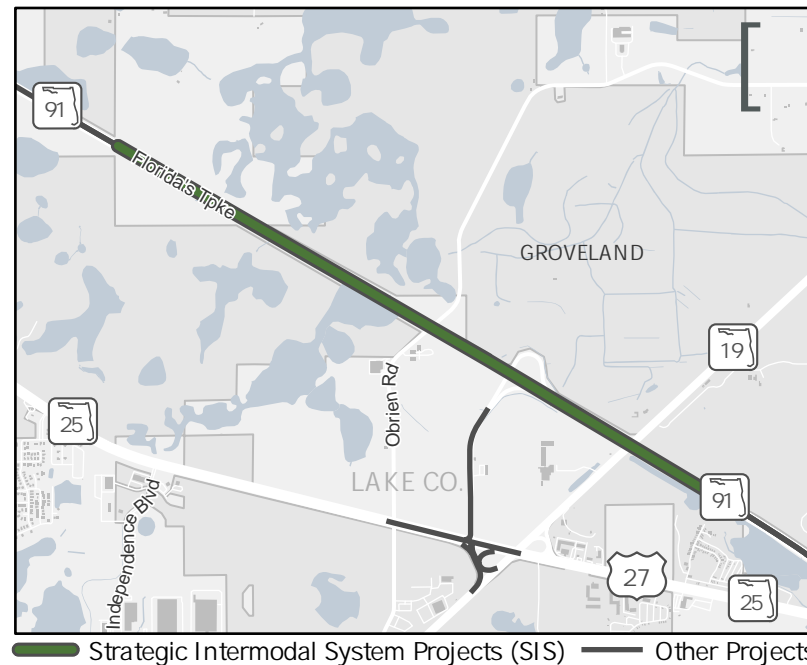 91
Florida's Tpke
GROVELAND
19
25
Obrien Rd
LAKE CO.
Independence Blvd
91
27
25
Strategic Intermodal System Projects (SIS)
Other Projects